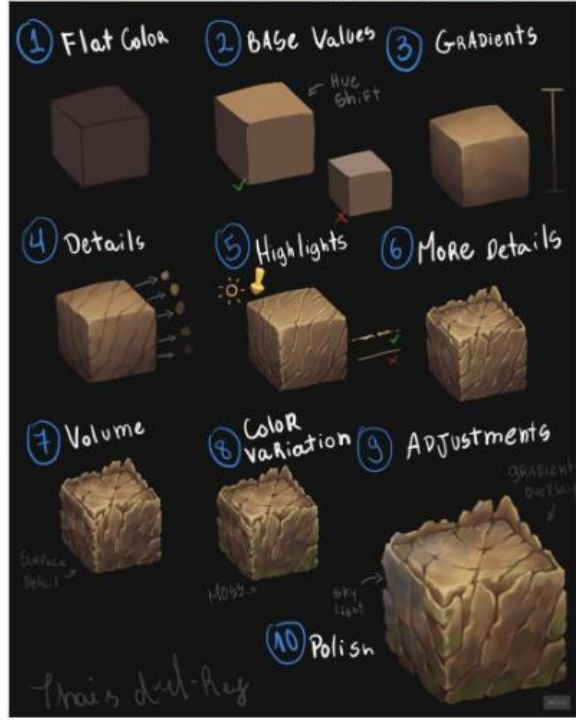 1 Flat Color
2 BASE Values
Hue
Shift
3 GRADients
4 Details
5 Highlights
6 MoRe Details
7 Volume
Surface
Detail
8 Color
VaRiation
MOSS
9 ADJustments
gRADient
overlay
sky
light
10 Polish